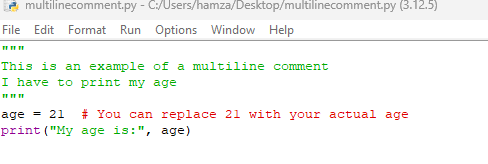 multilinecomment.py - C:/Users/hamza/Desktop/multilinecomment.py (3.12.5)
File Edit Format Run Options Window Help
"""
This is an example of a multiline comment
I have to print my age
"""
age = 21  # You can replace 21 with your actual age
print("My age is:", age)